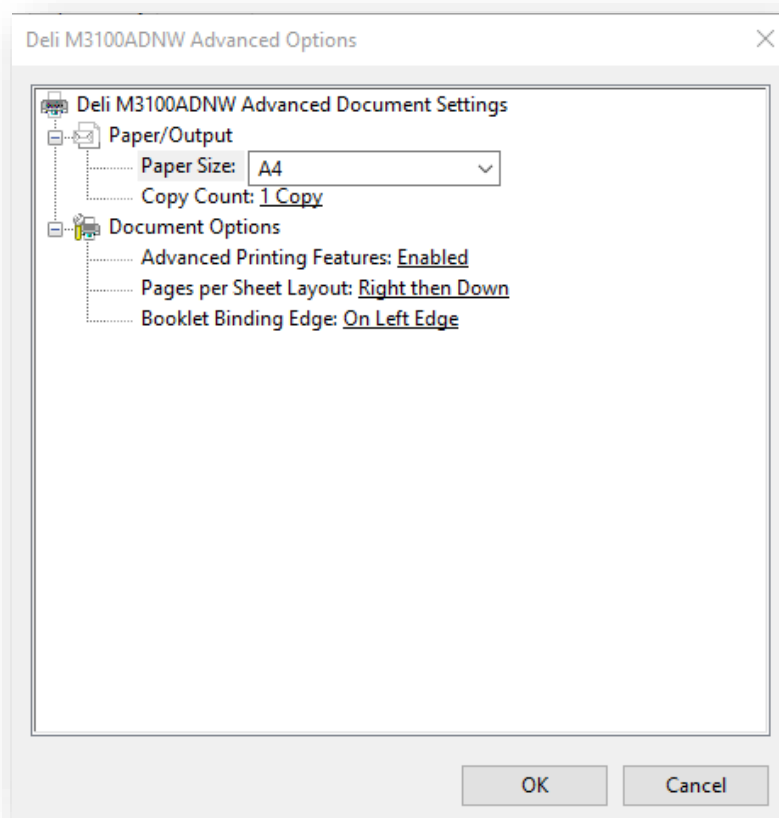 Deli M3100ADNW Advanced Options
Deli M3100ADNW Advanced Document Settings
Paper/Output
Paper Size: A4
Copy Count: 1 Copy
Document Options
Advanced Printing Features: Enabled
Pages per Sheet Layout: Right then Down
Booklet Binding Edge: On Left Edge
OK Cancel